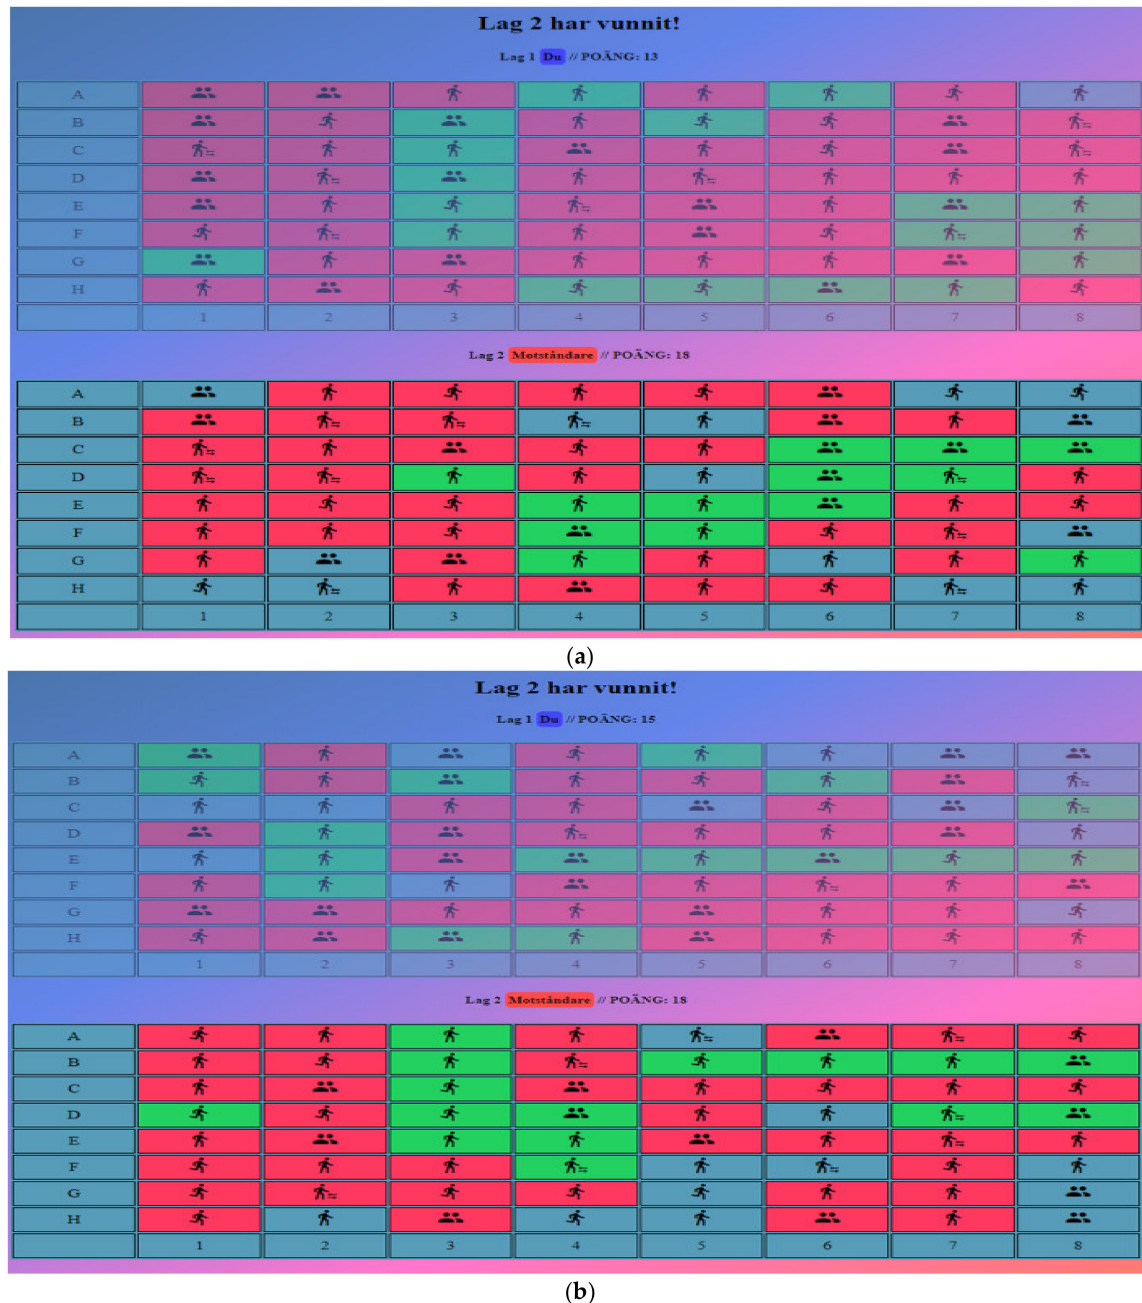 Lag 2 har vunnit!
Lag 1 Du // POÄNG: 13
A
B
C
D
E
F
G
H
1 2 3 4 5 6 7 8
Lag 2 Motståndare // POÄNG: 18
A
B
C
D
E
F
G
H
1 2 3 4 5 6 7 8
(a)
Lag 2 har vunnit!
Lag 1 Du // POÄNG: 15
A
B
C
D
E
F
G
H
1 2 3 4 5 6 7 8
Lag 2 Motståndare // POÄNG: 18
A
B
C
D
E
F
G
H
1 2 3 4 5 6 7 8
(b)